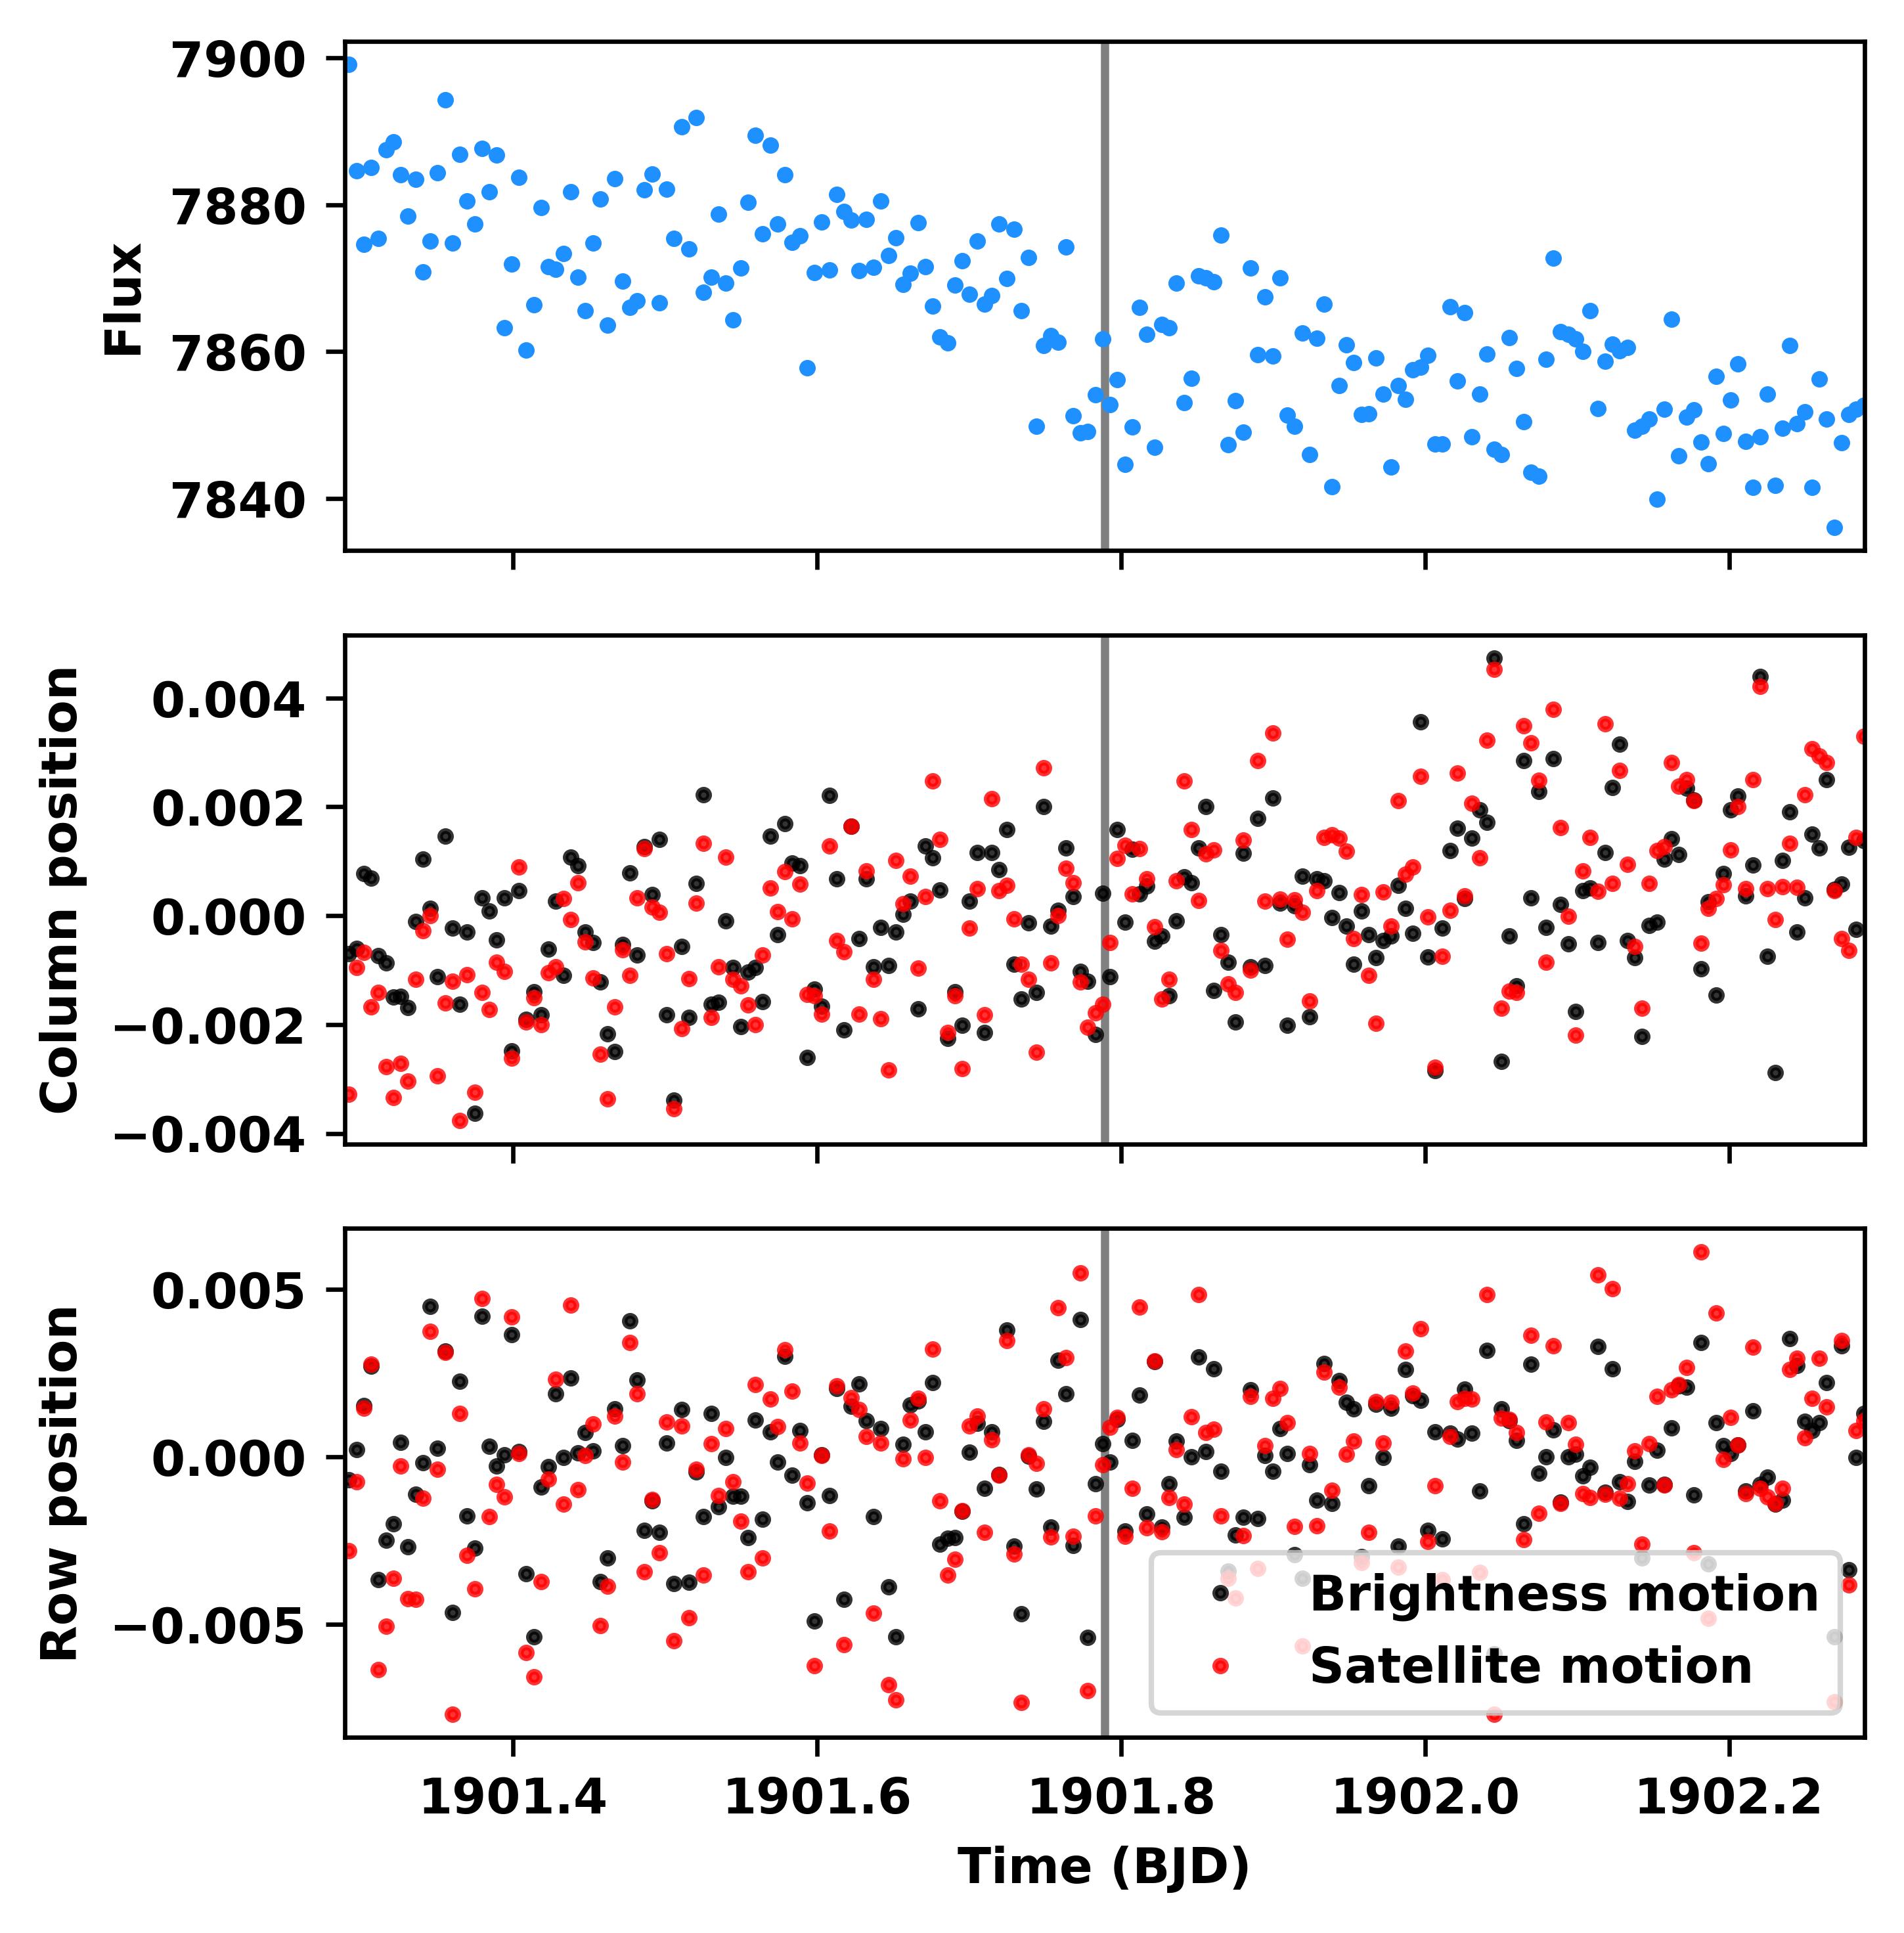 7900
7880
7860
7840
Flux
0.004
0.002
0.000
−0.002
−0.004
Column position
0.005
0.000
−0.005
Row position
Brightness motion
Satellite motion
1901.4 1901.6 1901.8 1902.0 1902.2
Time (BJD)